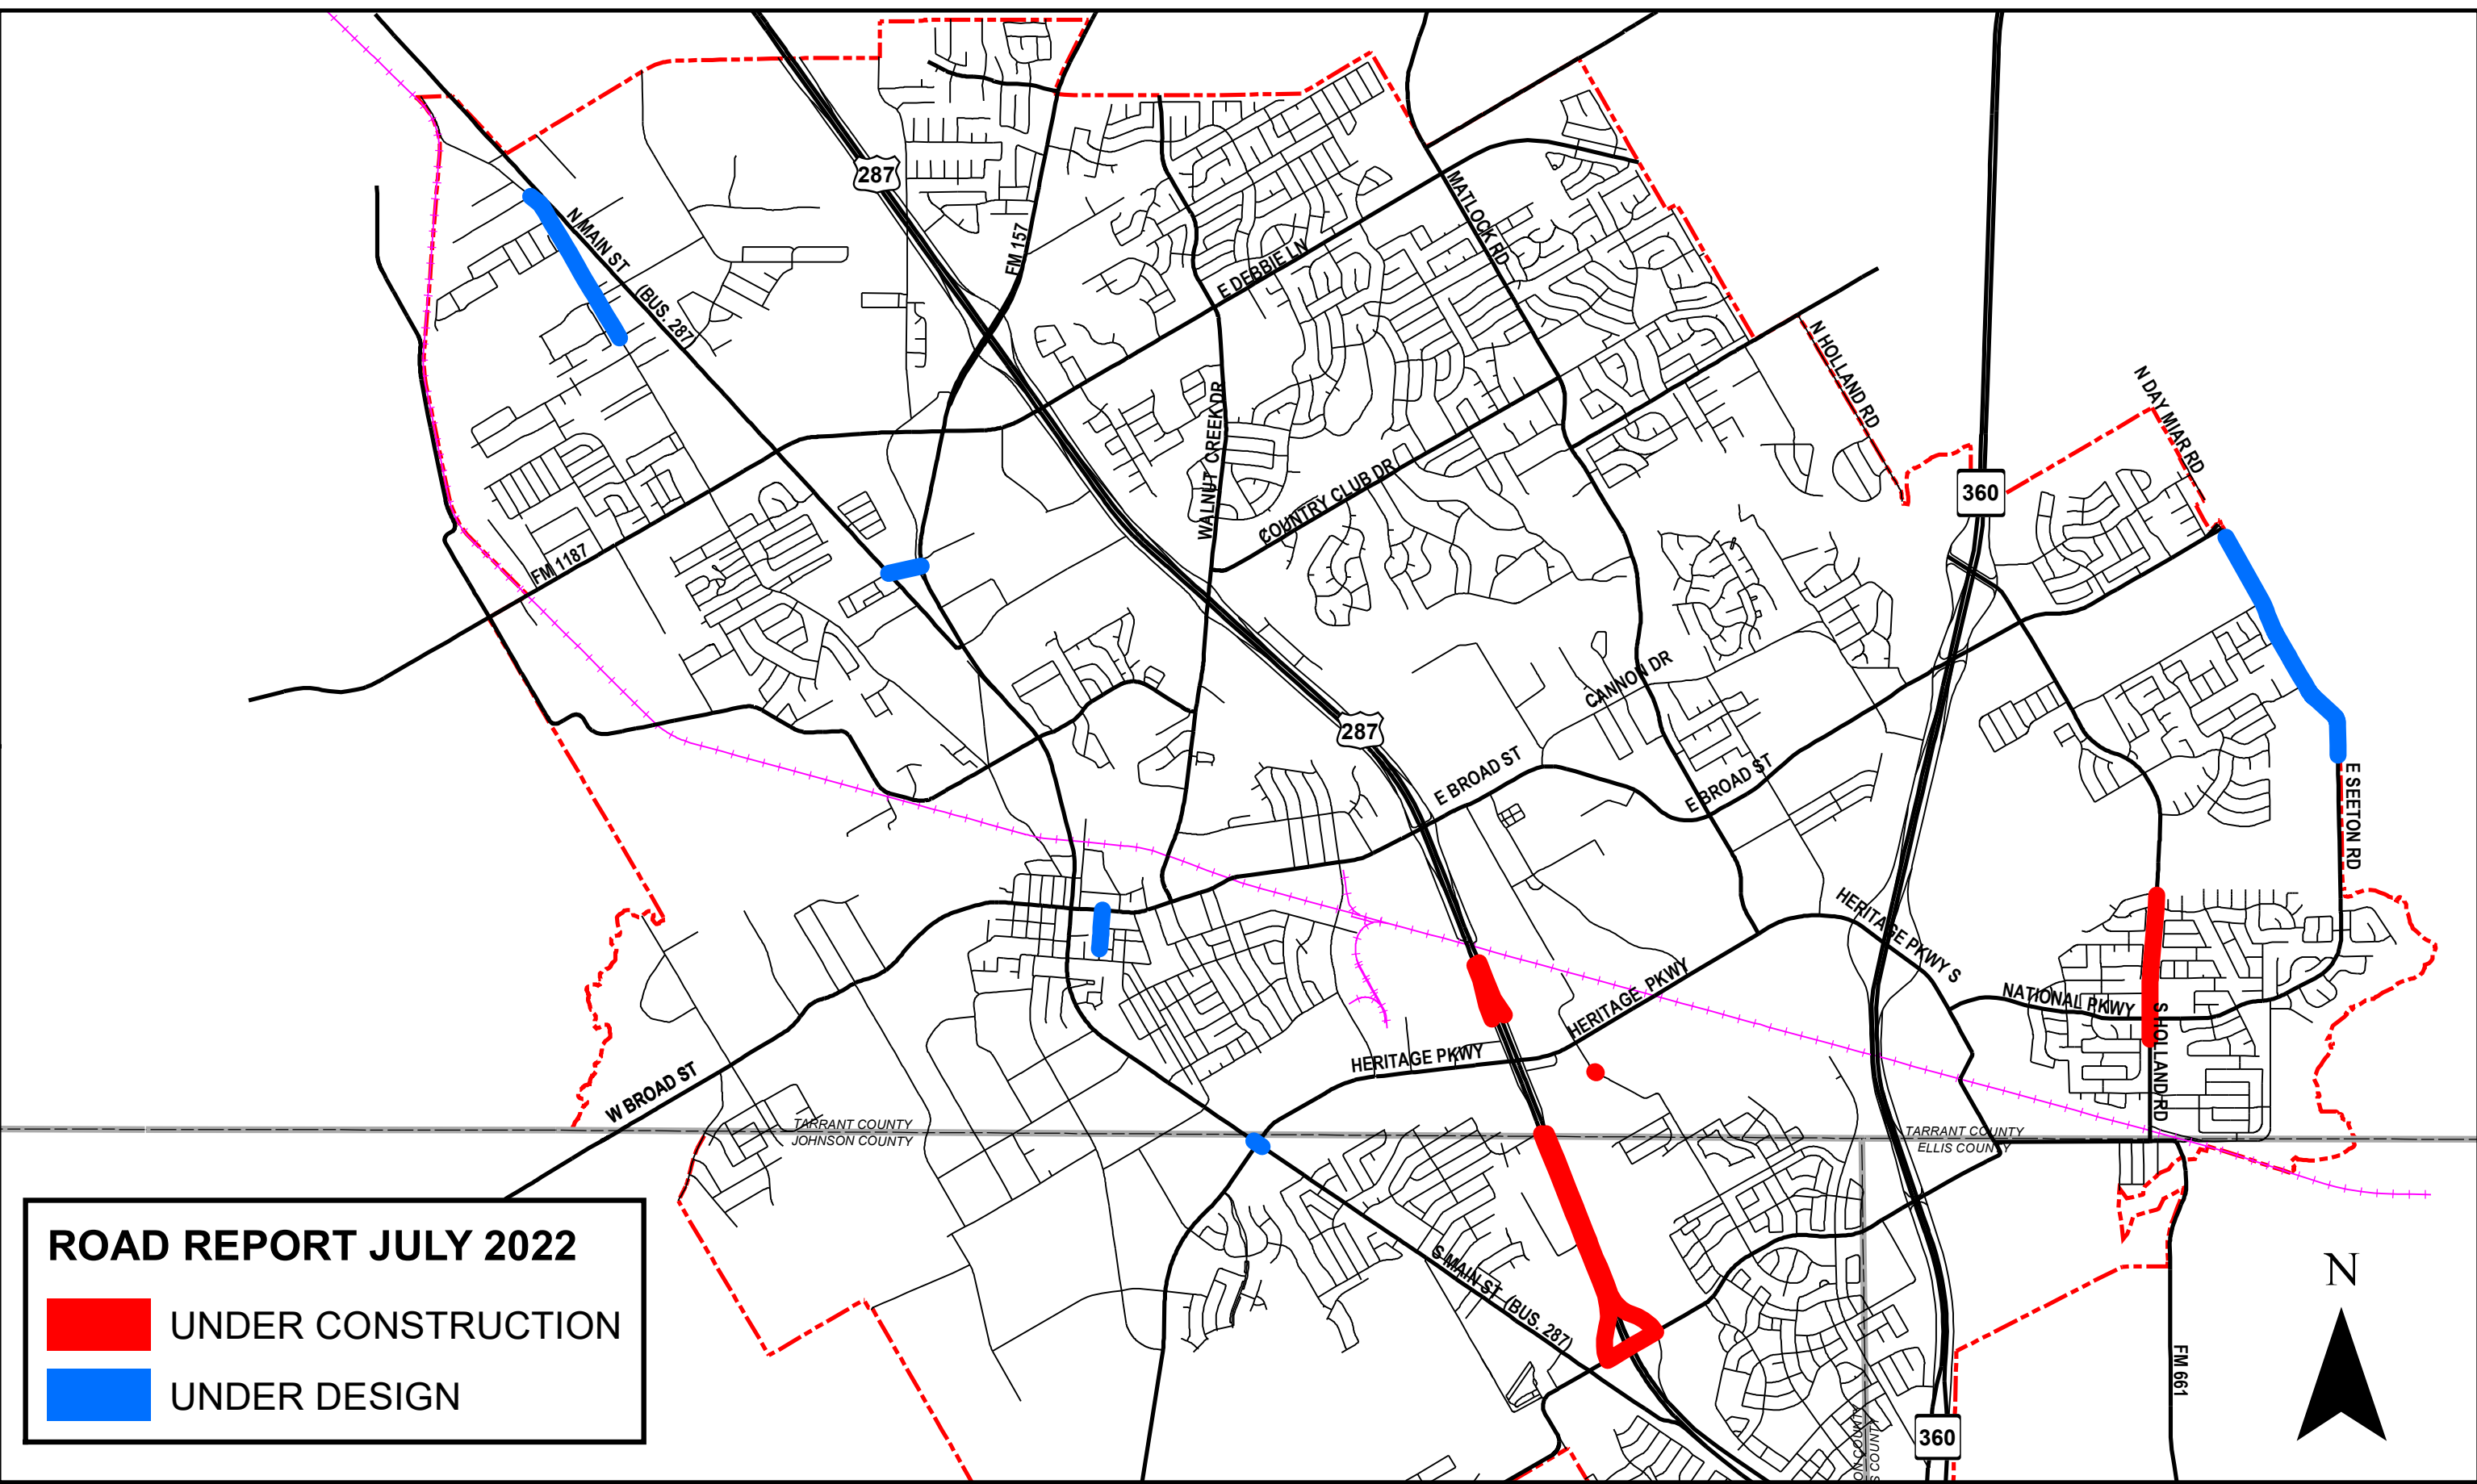 287
N MAIN ST
(BUS. 287
FM 157
E DEBBIE LN
MATLOCK RD
N HOLLAND RD
N DAY MIAR RD
WALNUT CREEK DR
COUNTRY CLUB DR
360
FM 1187
CANNON DR
287
E BROAD ST
E BROAD ST
E SEETON RD
HERITAGE PKWY S
NATIONAL PKWY
HERITAGE PKWY
HERITAGE PKWY
S HOLLAND RD
W BROAD ST
TARRANT COUNTY
JOHNSON COUNTY
TARRANT COUNTY
ELLIS COUNTY
S MAIN ST (BUS. 287)
FM 661
360
ON COUNTY
S COUNTY
N
ROAD REPORT JULY 2022
UNDER CONSTRUCTION
UNDER DESIGN